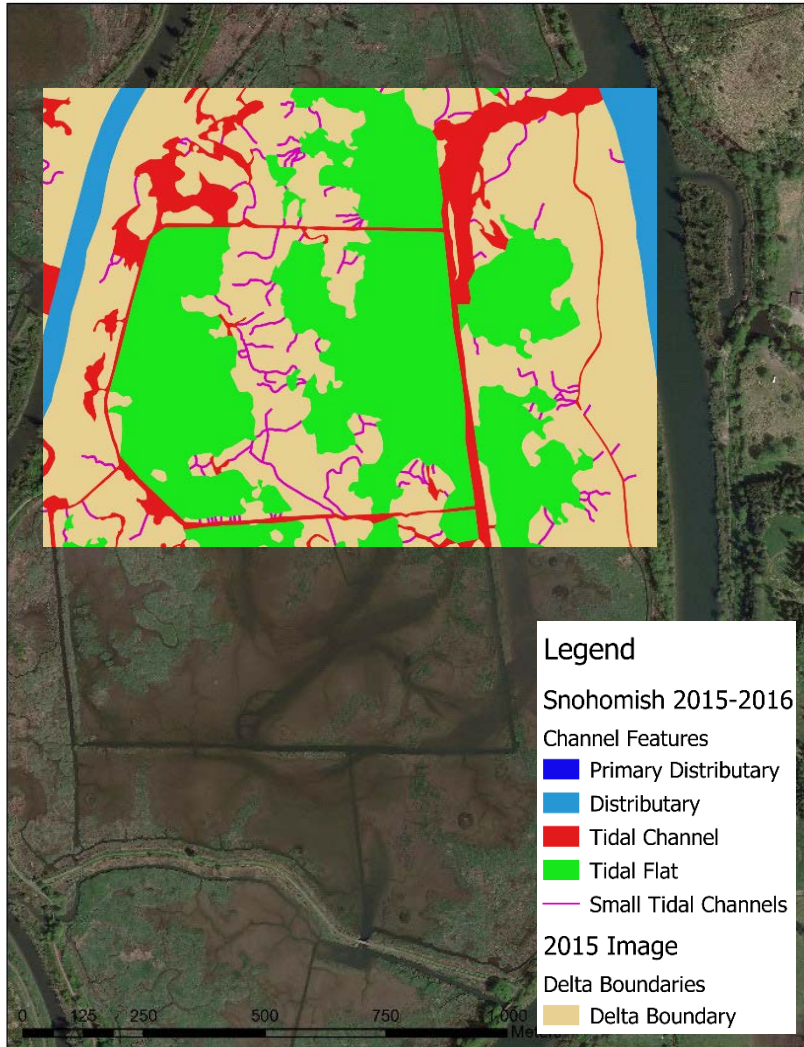 Legend
Snohomish 2015-2016
Channel Features
Primary Distributary
Distributary
Tidal Channel
Tidal Flat
Small Tidal Channels
2015 Image
Delta Boundaries
Delta Boundary
0 125 250 500 750 1,000
Meters